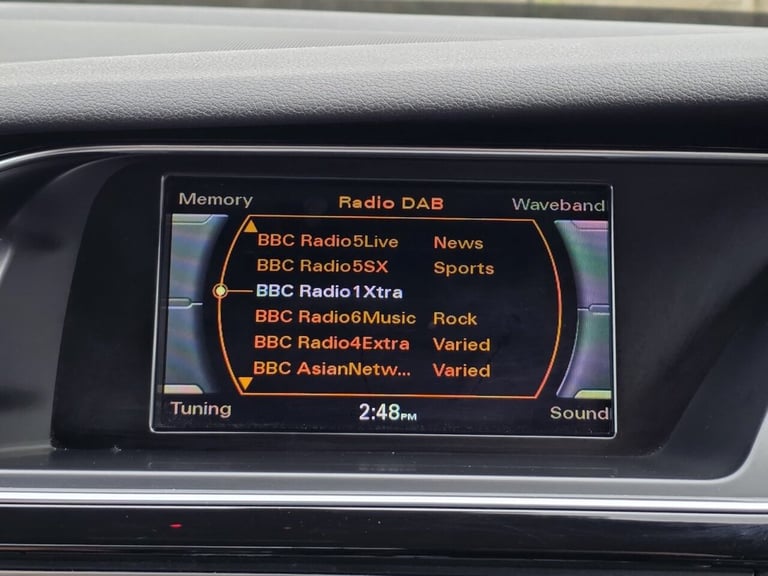 Memory Radio DAB Waveband
BBC Radio5Live News
BBC Radio5SX Sports
BBC Radio1Xtra
BBC Radio6Music Rock
BBC Radio4Extra Varied
BBC AsianNetw... Varied
Tuning 2:48PM Sound